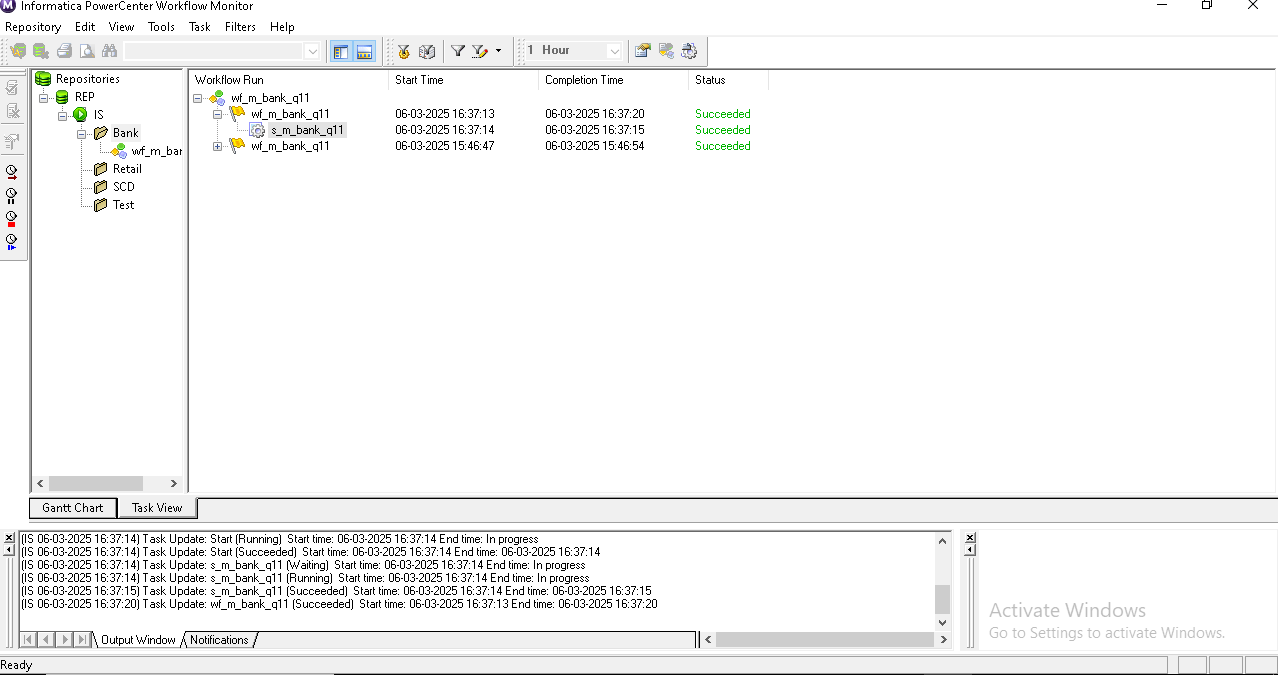 Informatica PowerCenter Workflow Monitor
Repository Edit View Tools Task Filters Help
1 Hour
Repositories
REP
IS
Bank
wf_m_bar
Retail
SCD
Test
Workflow Run Start Time Completion Time Status
wf_m_bank_q11
wf_m_bank_q11 06-03-2025 16:37:13 06-03-2025 16:37:20 Succeeded
s_m_bank_q11 06-03-2025 16:37:14 06-03-2025 16:37:15 Succeeded
wf_m_bank_q11 06-03-2025 15:46:47 06-03-2025 15:46:54 Succeeded
Gantt Chart Task View
(IS 06-03-2025 16:37:14) Task Update: Start (Running) Start time: 06-03-2025 16:37:14 End time: In progress
(IS 06-03-2025 16:37:14) Task Update: Start (Succeeded) Start time: 06-03-2025 16:37:14 End time: 06-03-2025 16:37:14
(IS 06-03-2025 16:37:14) Task Update: s_m_bank_q11 (Waiting) Start time: 06-03-2025 16:37:14 End time: In progress
(IS 06-03-2025 16:37:14) Task Update: s_m_bank_q11 (Running) Start time: 06-03-2025 16:37:14 End time: In progress
(IS 06-03-2025 16:37:15) Task Update: s_m_bank_q11 (Succeeded) Start time: 06-03-2025 16:37:14 End time: 06-03-2025 16:37:15
(IS 06-03-2025 16:37:20) Task Update: wf_m_bank_q11 (Succeeded) Start time: 06-03-2025 16:37:13 End time: 06-03-2025 16:37:20
Output Window Notifications
Activate Windows
Go to Settings to activate Windows.
Ready